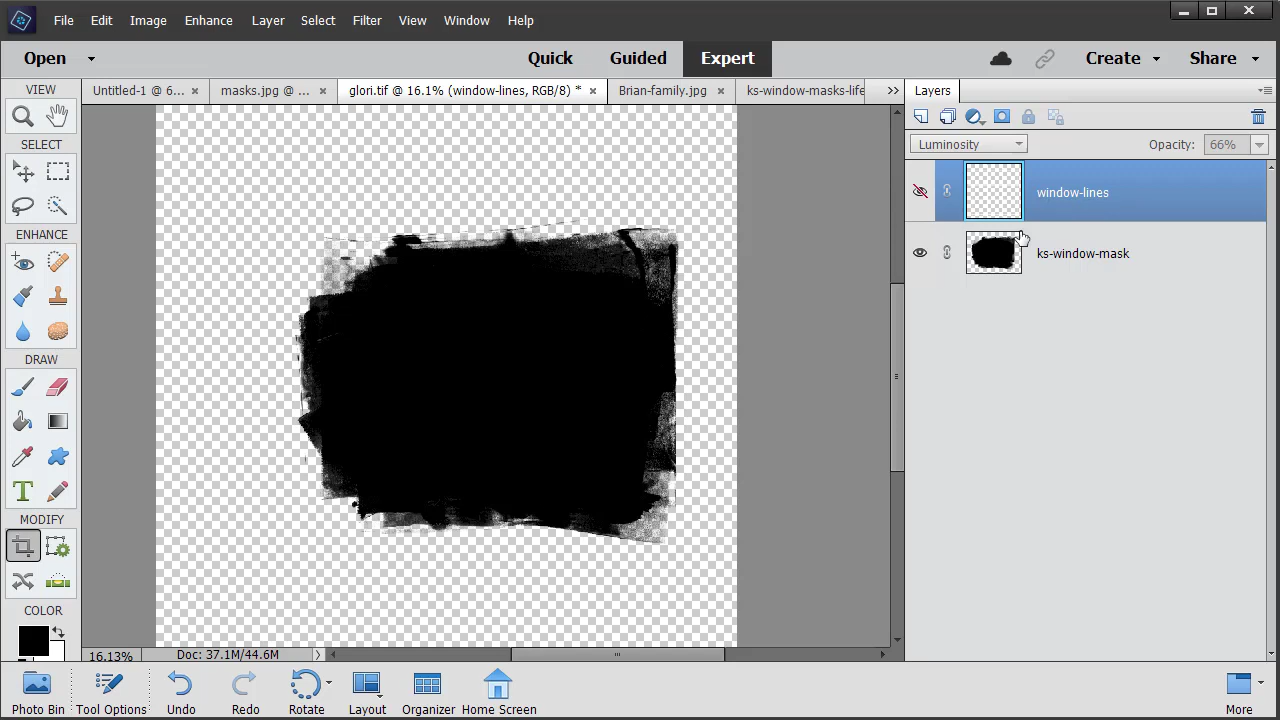 File Edit Image Enhance Layer Select Filter View Window Help
Open Quick Guided Expert Create Share
VIEW
Untitled-1 @ 6... × masks.jpg @ ... × glori.tif @ 16.1% (window-lines, RGB/8) * × Brian-family.jpg × ks-window-masks-life
Layers
SELECT
Luminosity Opacity: 66%
window-lines
ENHANCE
ks-window-mask
DRAW
T
MODIFY
COLOR
16.13% Doc: 37.1M/44.6M
Photo Bin Tool Options Undo Redo Rotate Layout Organizer Home Screen More